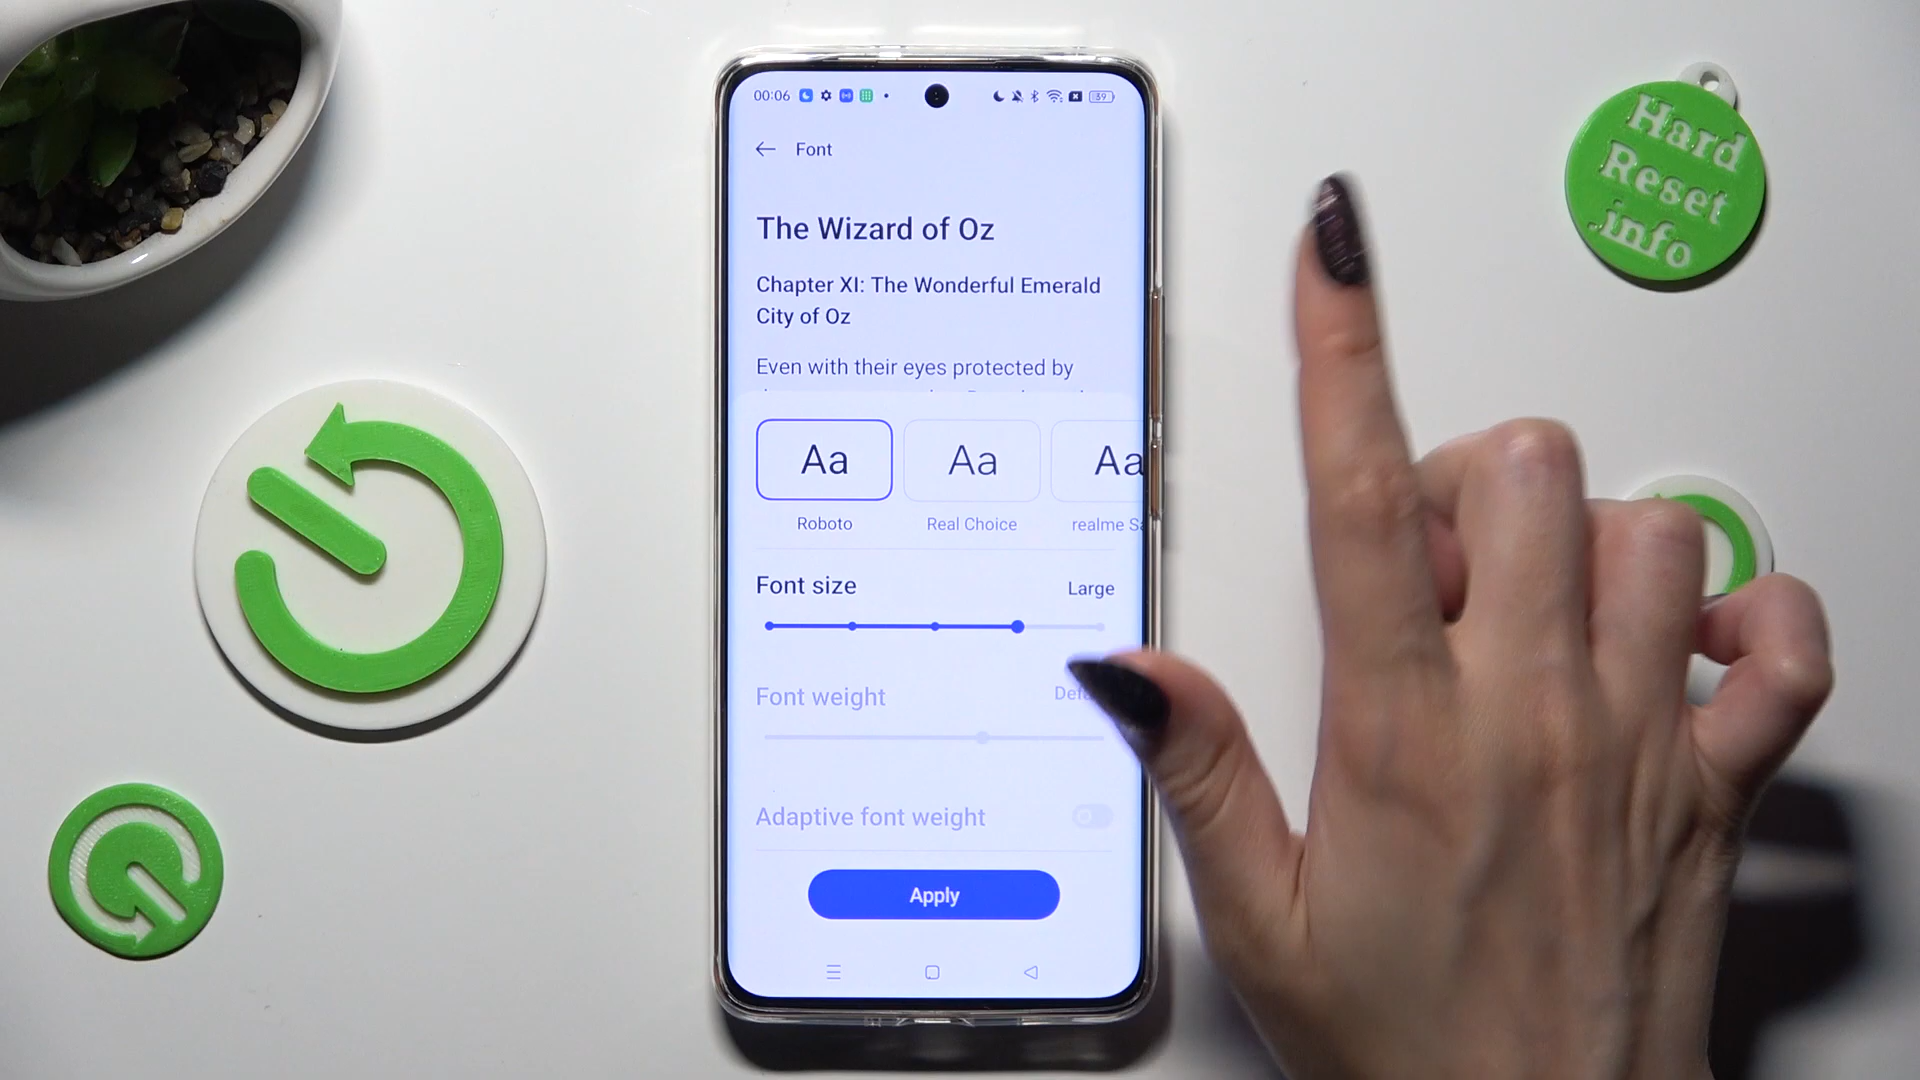 00:06
39
Font
The Wizard of Oz
Chapter XI: The Wonderful Emerald
City of Oz
Even with their eyes protected by
Aa
Aa
Aa
Roboto
Real Choice
realme
Font size
Large
Font weight
Adaptive font weight
Apply
Hard
Reset
.info